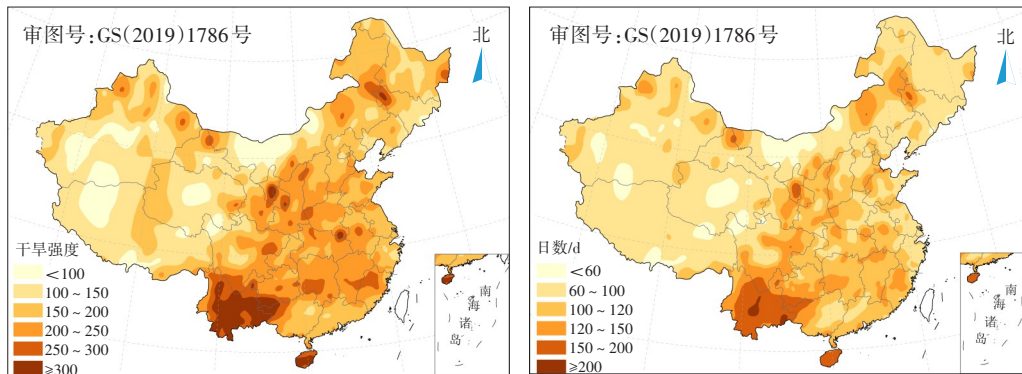 审图号:GS(2019)1786号
北
干旱强度
<100
100~150
150~200
200~250
250~300
≥300
南
海
诸
岛
审图号:GS(2019)1786号
北
日数/d
<60
60~100
100~120
120~150
150~200
≥200
南
海
诸
岛